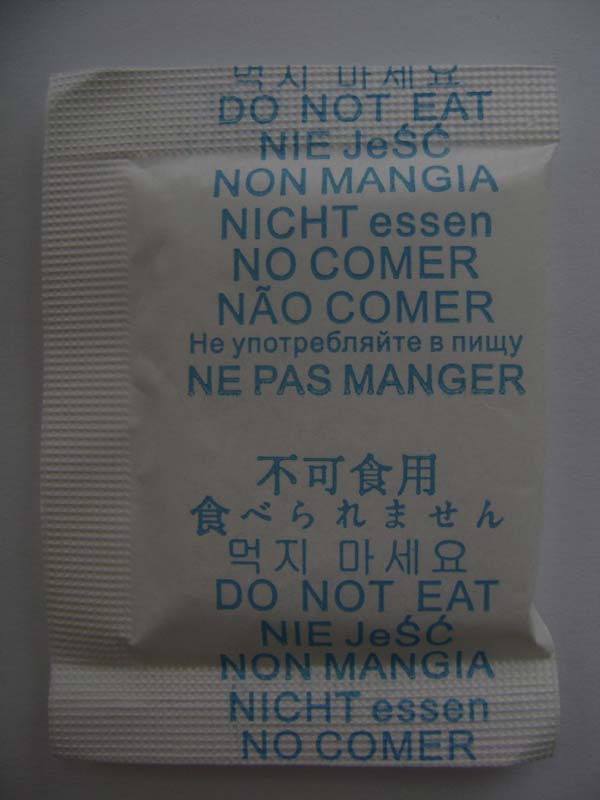 먹지 마세요
DO NOT EAT
NIE JeŚĆ
NON MANGIA
NICHT essen
NO COMER
NÃO COMER
Не употребляйте в пищу
NE PAS MANGER
不可食用
食べられません
먹지 마세요
DO NOT EAT
NIE JeŚĆ
NON MANGIA
NICHT essen
NO COMER